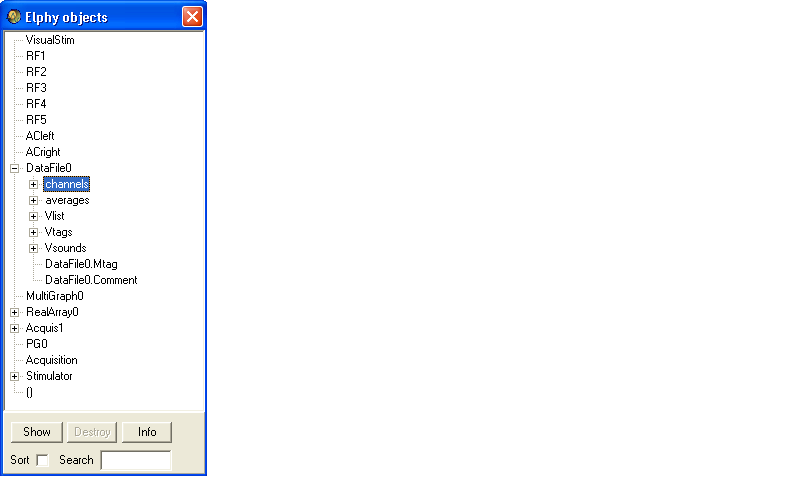 Elphy objects
VisualStim
RF1
RF2
RF3
RF4
RF5
ACleft
ACright
DataFile0
channels
averages
Vlist
Vtags
Vsounds
DataFile0.Mtag
DataFile0.Comment
MultiGraph0
RealArray0
Acquis1
PG0
Acquisition
Stimulator
()
Show Destroy Info
Sort Search